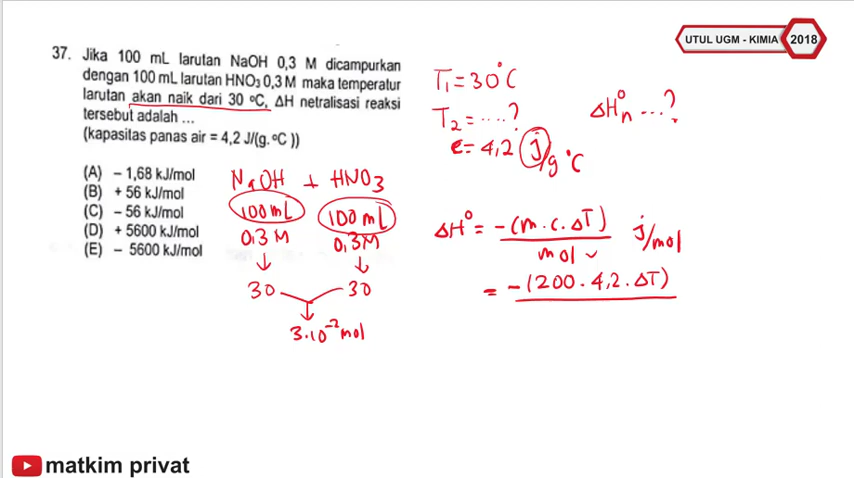 UTUL UGM - KIMIA 2018
37. Jika 100 mL larutan NaOH 0,3 M dicampurkan
dengan 100 mL larutan HNO₃ 0,3 M maka temperatur
larutan akan naik dari 30 °C, ΔH netralisasi reaksi
tersebut adalah ...
(kapasitas panas air = 4,2 J/(g.°C))
(A) – 1,68 kJ/mol
(B) + 56 kJ/mol
(C) – 56 kJ/mol
(D) + 5600 kJ/mol
(E) – 5600 kJ/mol
NaOH + HNO3
100 mL 100 mL
0,3 M 0,3M
↓ ↓
30 30
↓
3·10⁻² mol
T₁ = 30°C
T₂ = ....?
c = 4,2 j/g °C
ΔH°n ...?
ΔH° = -(m. c. ΔT) j/mol
mol
= -(200 . 4,2 . ΔT)
matkim privat